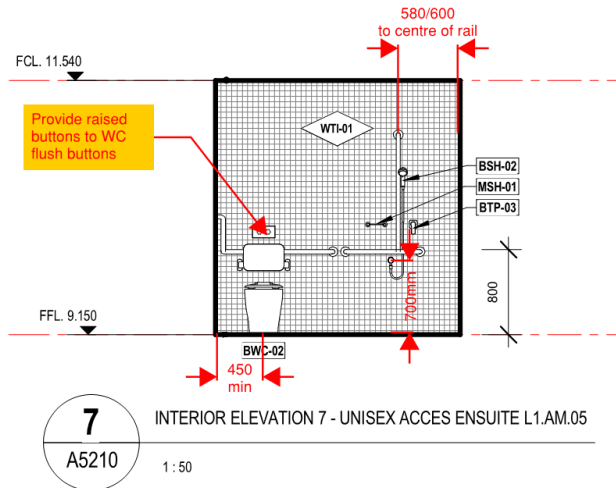 580/600
to centre of rail
FCL. 11.540
Provide raised
buttons to WC
flush buttons
WTI-01
BSH-02
MSH-01
BTP-03
700mm
800
FFL. 9.150
BWC-02
450
min
7
A5210
INTERIOR ELEVATION 7 - UNISEX ACCES ENSUITE L1.AM.05
1 : 50